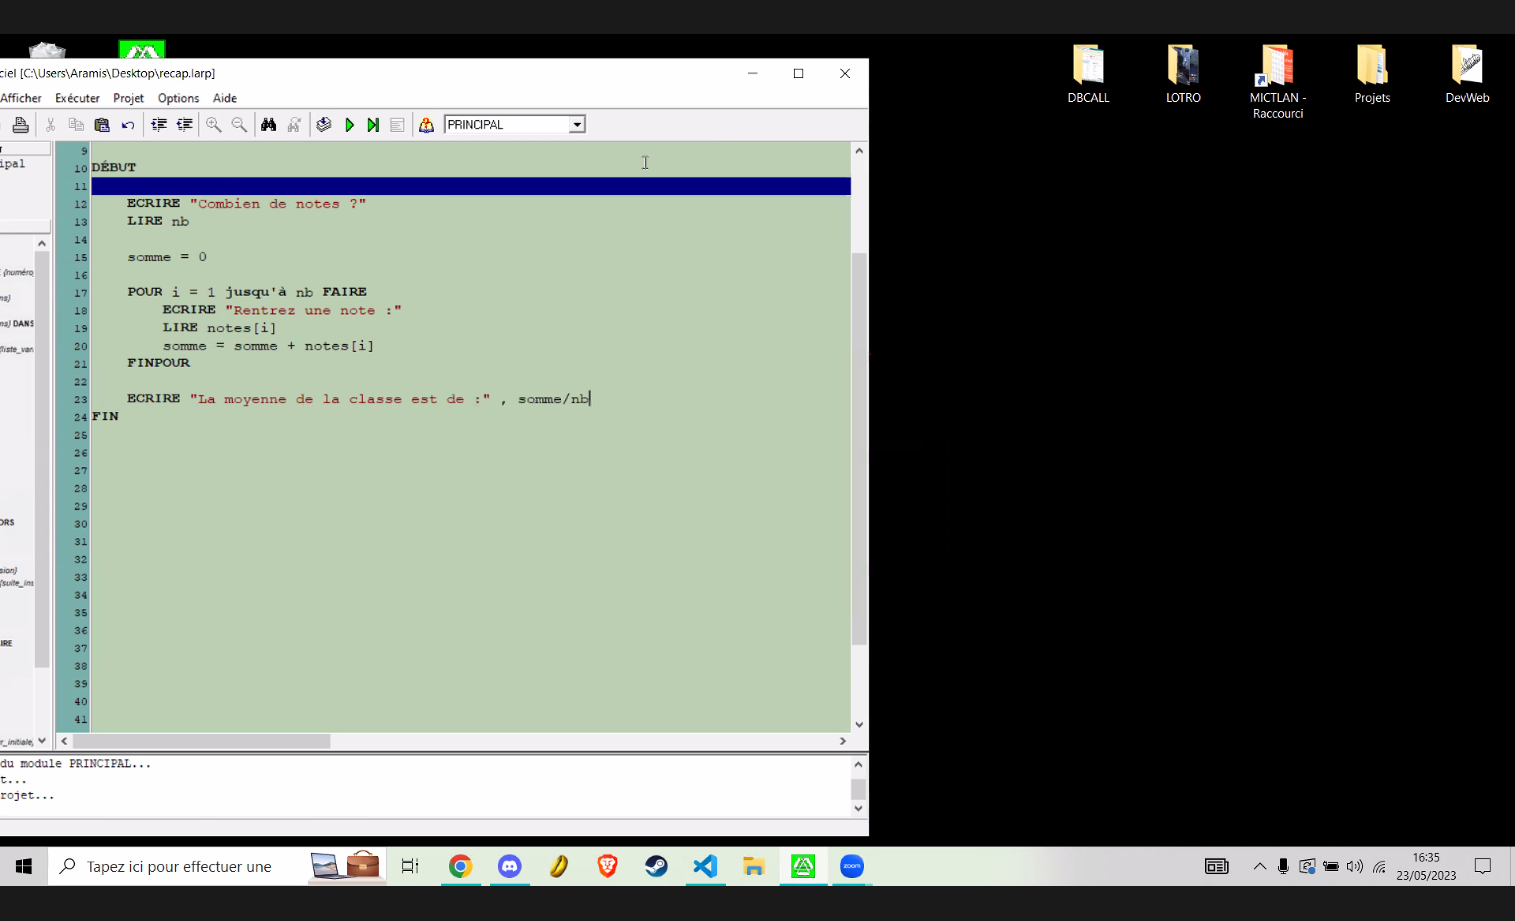 ciel [C:\Users\Aramis\Desktop\recap.larp]
Afficher Exécuter Projet Options Aide
PRINCIPAL
ipal
{numéro
ms}
ms} DANS
{liste_var
ORS
sion}
{suite_ins
IRE
r_initiale,
9
10 DÉBUT
11
12 ECRIRE "Combien de notes ?"
13 LIRE nb
14
15 somme = 0
16
17 POUR i = 1 jusqu'à nb FAIRE
18 ECRIRE "Rentrez une note :"
19 LIRE notes[i]
20 somme = somme + notes[i]
21 FINPOUR
22
23 ECRIRE "La moyenne de la classe est de :" , somme/nb
24 FIN
25
26
27
28
29
30
31
32
33
34
35
36
37
38
39
40
41
du module PRINCIPAL...
t...
rojet...
DBCALL
LOTRO
MICTLAN -
Raccourci
Projets
DevWeb
Tapez ici pour effectuer une
zoom
16:35
23/05/2023